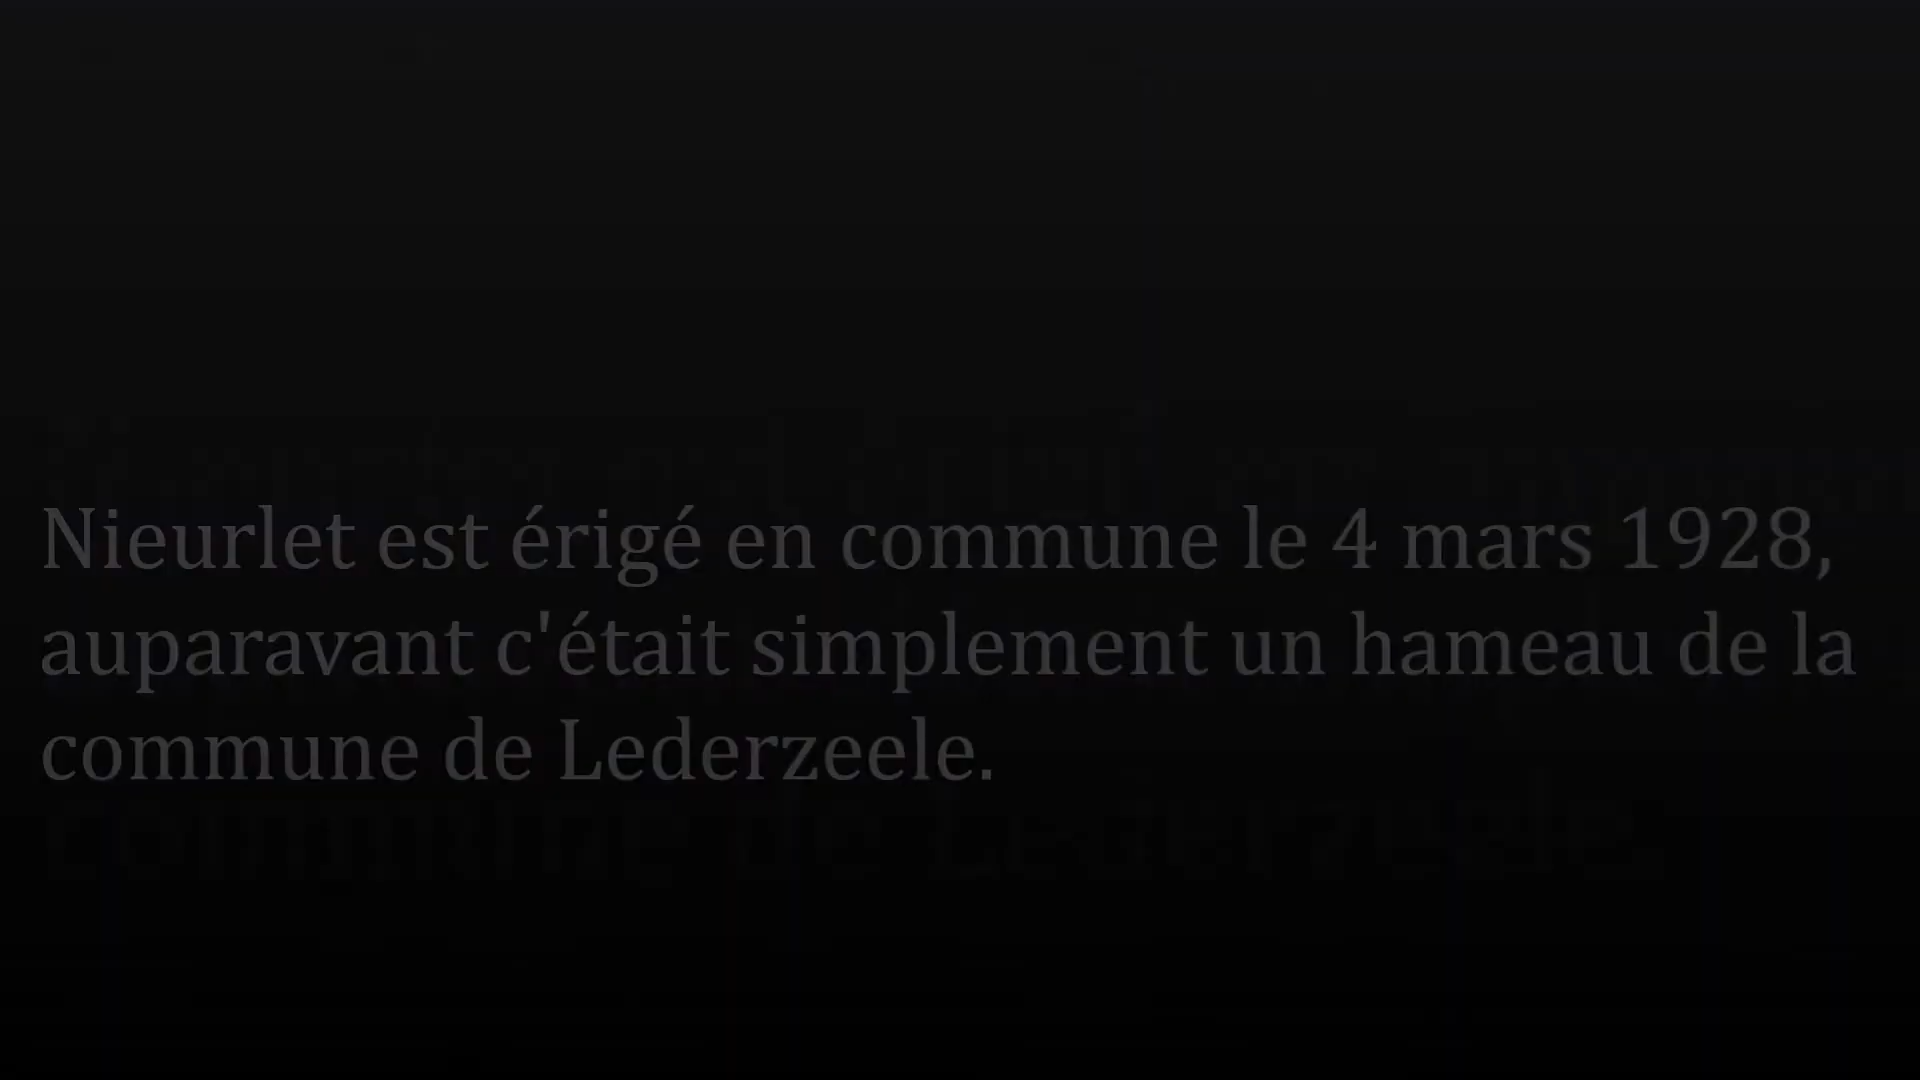 Nieurlet est érigé en commune le 4 mars 1928,
auparavant c'était simplement un hameau de la
commune de Lederzeele.